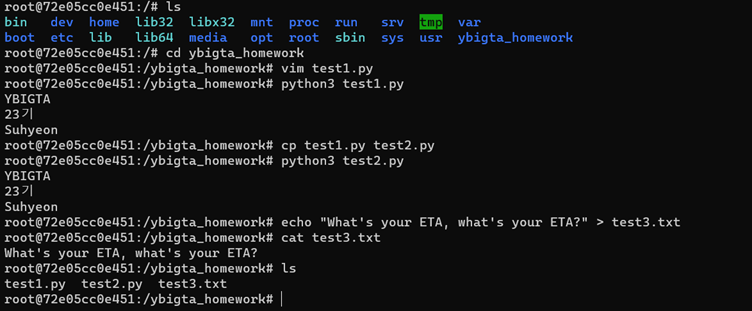 root@72e05cc0e451:/# ls
bin   dev  home  lib32  libx32  mnt  proc  run   srv  tmp  var
boot  etc  lib   lib64  media   opt  root  sbin  sys  usr  ybigta_homework
root@72e05cc0e451:/# cd ybigta_homework
root@72e05cc0e451:/ybigta_homework# vim test1.py
root@72e05cc0e451:/ybigta_homework# python3 test1.py
YBIGTA
23기
Suhyeon
root@72e05cc0e451:/ybigta_homework# cp test1.py test2.py
root@72e05cc0e451:/ybigta_homework# python3 test2.py
YBIGTA
23기
Suhyeon
root@72e05cc0e451:/ybigta_homework# echo "What's your ETA, what's your ETA?" > test3.txt
root@72e05cc0e451:/ybigta_homework# cat test3.txt
What's your ETA, what's your ETA?
root@72e05cc0e451:/ybigta_homework# ls
test1.py  test2.py  test3.txt
root@72e05cc0e451:/ybigta_homework#